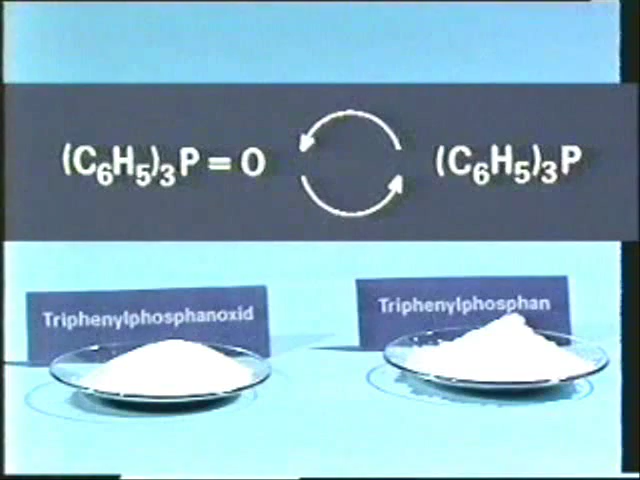 (C₆H₅)₃P = O
(C₆H₅)₃P
Triphenylphosphanoxid
Triphenylphosphan